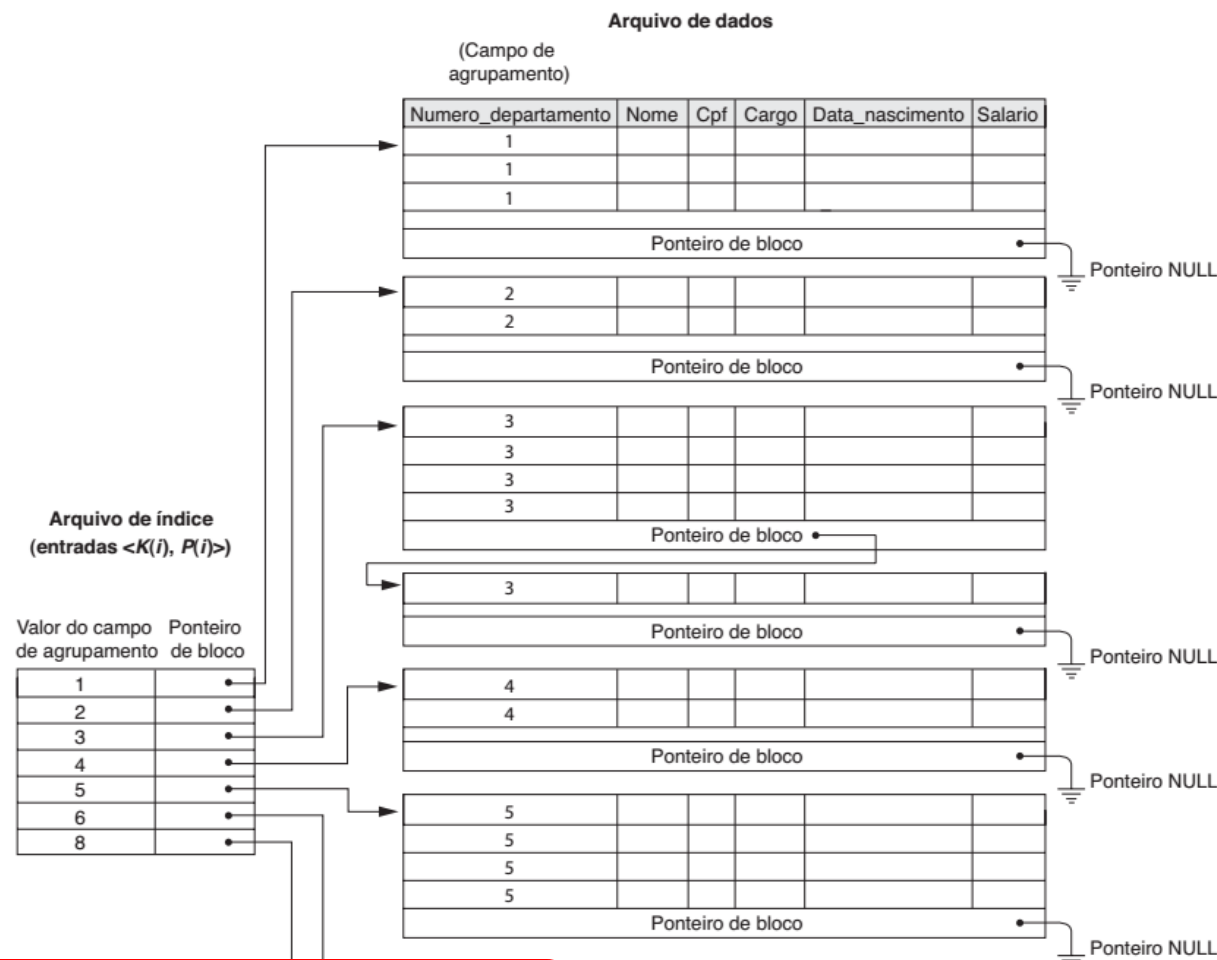 Arquivo de dados
(Campo de
agrupamento)
Numero_departamento Nome Cpf Cargo Data_nascimento Salario
1
1
1
Ponteiro de bloco
Ponteiro NULL
2
2
Ponteiro de bloco
Ponteiro NULL
3
3
3
3
Ponteiro de bloco
3
Ponteiro de bloco
Ponteiro NULL
4
4
Ponteiro de bloco
Ponteiro NULL
5
5
5
5
Ponteiro de bloco
Ponteiro NULL
Arquivo de índice
(entradas <K(i), P(i)>)
Valor do campo Ponteiro
de agrupamento de bloco
1
2
3
4
5
6
8